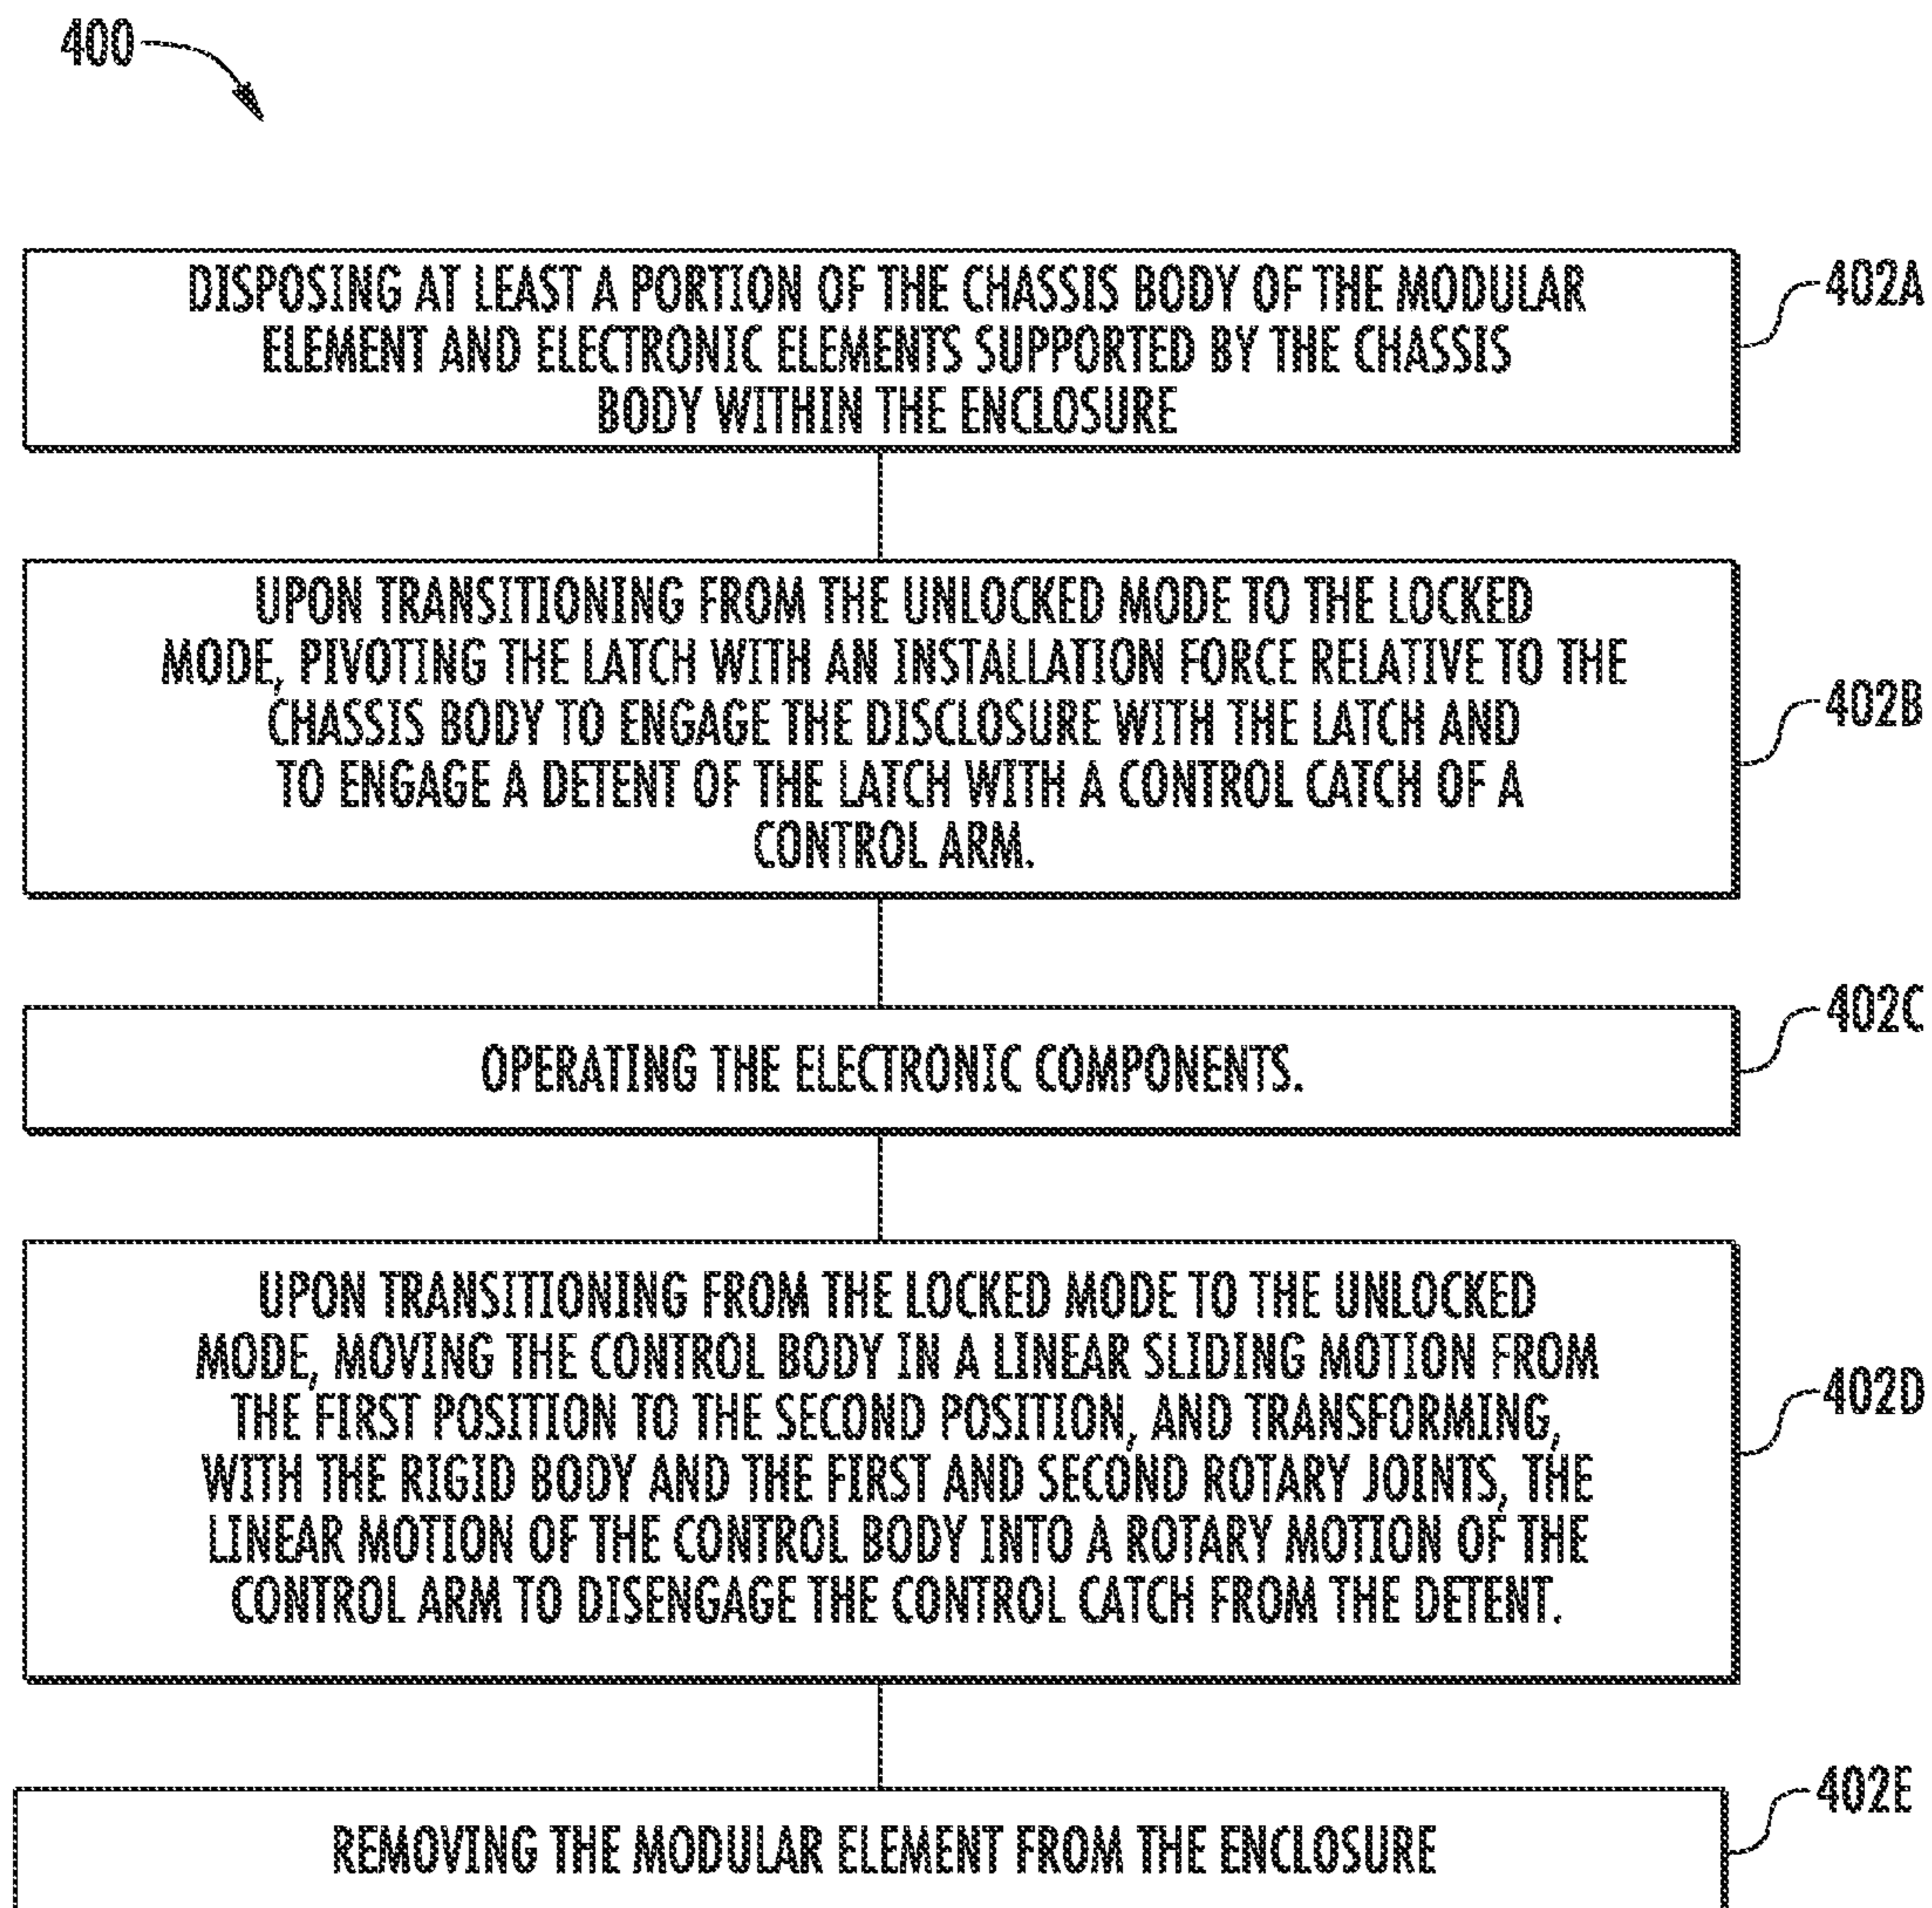 400
DISPOSING AT LEAST A PORTION OF THE CHASSIS BODY OF THE MODULAR
ELEMENT AND ELECTRONIC ELEMENTS SUPPORTED BY THE CHASSIS
BODY WITHIN THE ENCLOSURE
402A
UPON TRANSITIONING FROM THE UNLOCKED MODE TO THE LOCKED
MODE, PIVOTING THE LATCH WITH AN INSTALLATION FORCE RELATIVE TO THE
CHASSIS BODY TO ENGAGE THE DISCLOSURE WITH THE LATCH AND
TO ENGAGE A DETENT OF THE LATCH WITH A CONTROL CATCH OF A
CONTROL ARM.
402B
OPERATING THE ELECTRONIC COMPONENTS.
402C
UPON TRANSITIONING FROM THE LOCKED MODE TO THE UNLOCKED
MODE, MOVING THE CONTROL BODY IN A LINEAR SLIDING MOTION FROM
THE FIRST POSITION TO THE SECOND POSITION, AND TRANSFORMING,
WITH THE RIGID BODY AND THE FIRST AND SECOND ROTARY JOINTS, THE
LINEAR MOTION OF THE CONTROL BODY INTO A ROTARY MOTION OF THE
CONTROL ARM TO DISENGAGE THE CONTROL CATCH FROM THE DETENT.
402D
REMOVING THE MODULAR ELEMENT FROM THE ENCLOSURE
402E